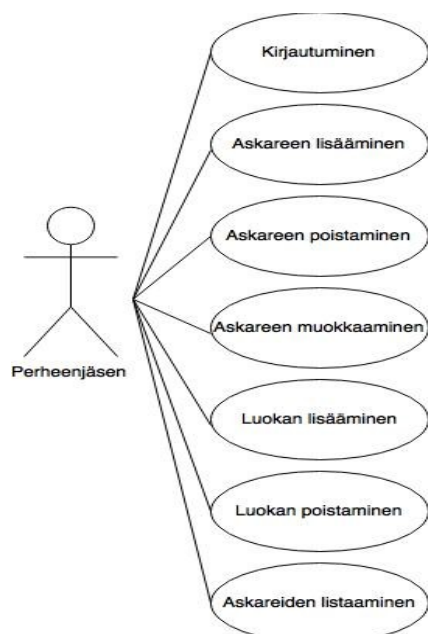 Kirjautuminen
Askareen lisääminen
Askareen poistaminen
Askareen muokkaaminen
Perheenjäsen
Luokan lisääminen
Luokan poistaminen
Askareiden listaaminen